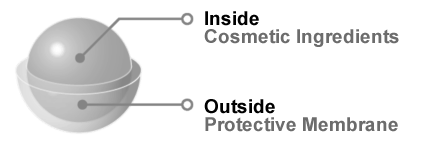 Inside
Cosmetic Ingredients
Outside
Protective Membrane